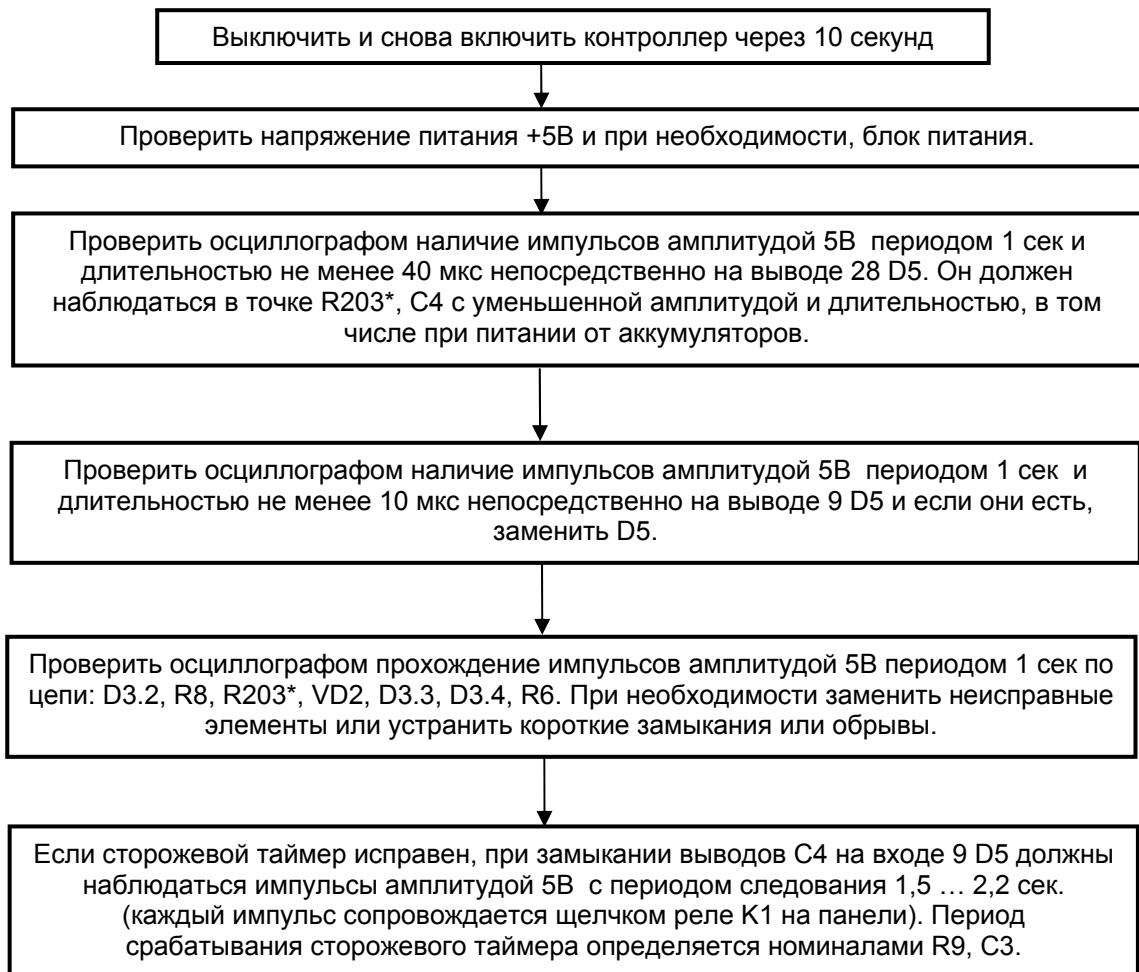 Выключить и снова включить контроллер через 10 секунд
Проверить напряжение питания +5В и при необходимости, блок питания.
Проверить осциллографом наличие импульсов амплитудой 5В периодом 1 сек и
длительностью не менее 40 мкс непосредственно на выводе 28 D5. Он должен
наблюдаться в точке R203*, С4 с уменьшенной амплитудой и длительностью, в том
числе при питании от аккумуляторов.
Проверить осциллографом наличие импульсов амплитудой 5В периодом 1 сек и
длительностью не менее 10 мкс непосредственно на выводе 9 D5 и если они есть,
заменить D5.
Проверить осциллографом прохождение импульсов амплитудой 5В периодом 1 сек по
цепи: D3.2, R8, R203*, VD2, D3.3, D3.4, R6. При необходимости заменить неисправные
элементы или устранить короткие замыкания или обрывы.
Если сторожевой таймер исправен, при замыкании выводов С4 на входе 9 D5 должны
наблюдаться импульсы амплитудой 5В с периодом следования 1,5 ... 2,2 сек.
(каждый импульс сопровождается щелчком реле K1 на панели). Период
срабатывания сторожевого таймера определяется номиналами R9, C3.